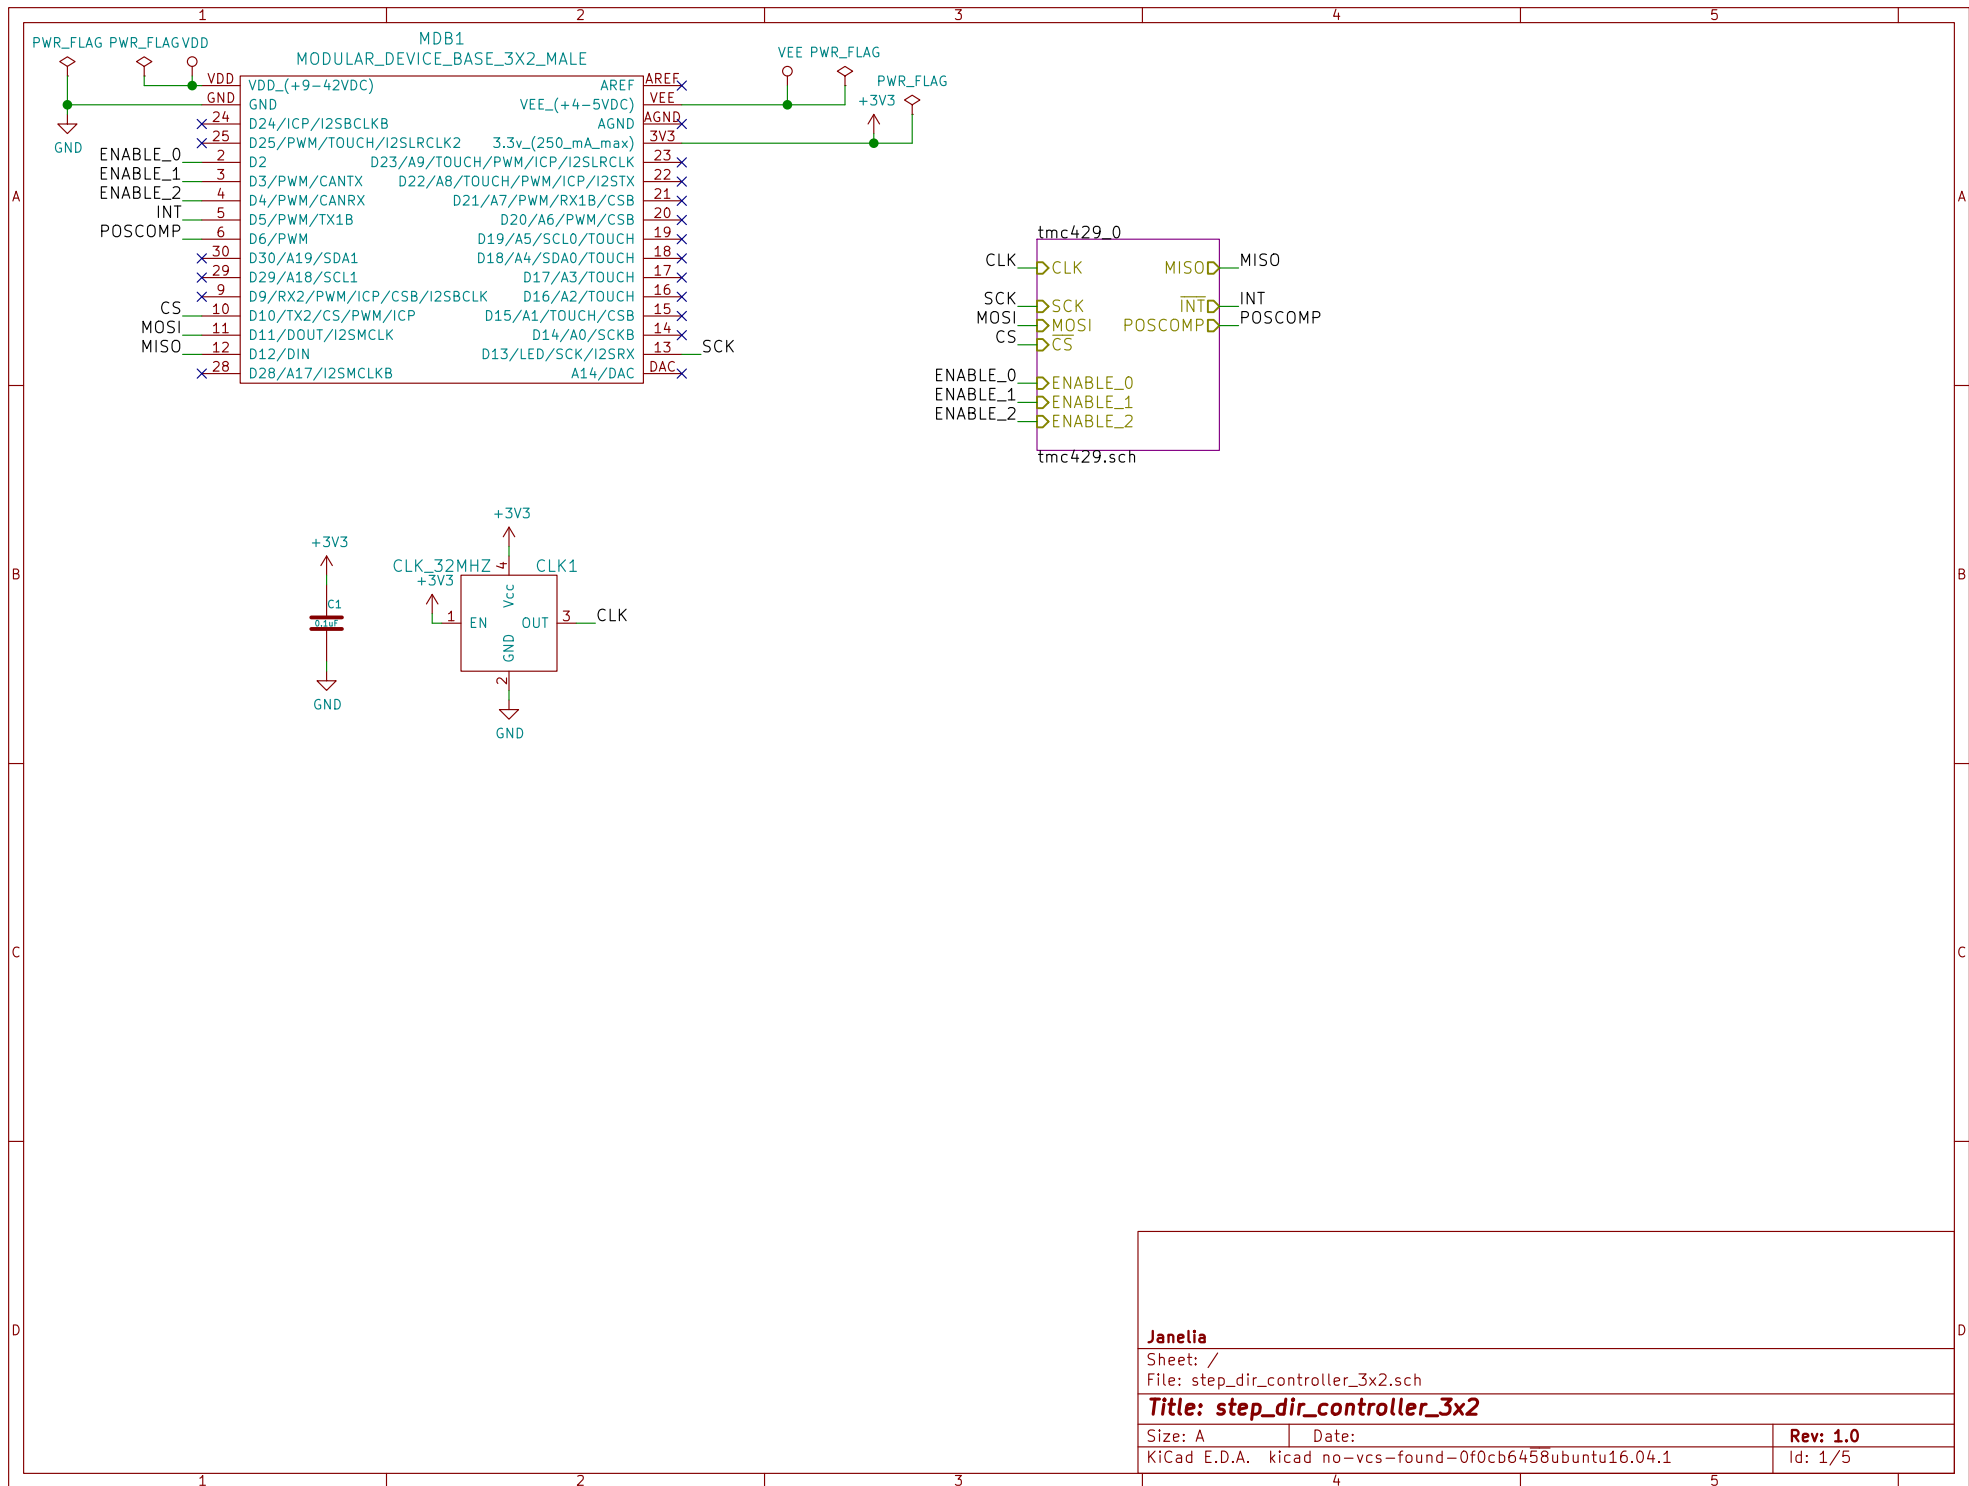 1 2 3 4 5
PWR_FLAG PWR_FLAG VDD
MDB1
MODULAR_DEVICE_BASE_3X2_MALE
VEE PWR_FLAG
PWR_FLAG
+3V3
GND
VDD VDD_(+9-42VDC) AREF AREF
GND GND VEE_(+4-5VDC) VEE
24 D24/ICP/I2SBCLKB AGND AGND
25 D25/PWM/TOUCH/I2SLRCLK2 3.3v_(250_mA_max) 3V3
ENABLE_0 2 D2 D23/A9/TOUCH/PWM/ICP/I2SLRCLK 23
ENABLE_1 3 D3/PWM/CANTX D22/A8/TOUCH/PWM/ICP/I2STX 22
ENABLE_2 4 D4/PWM/CANRX D21/A7/PWM/RX1B/CSB 21
INT 5 D5/PWM/TX1B D20/A6/PWM/CSB 20
POSCOMP 6 D6/PWM D19/A5/SCL0/TOUCH 19
30 D30/A19/SDA1 D18/A4/SDA0/TOUCH 18
29 D29/A18/SCL1 D17/A3/TOUCH 17
9 D9/RX2/PWM/ICP/CSB/I2SBCLK D16/A2/TOUCH 16
CS 10 D10/TX2/CS/PWM/ICP D15/A1/TOUCH/CSB 15
MOSI 11 D11/DOUT/I2SMCLK D14/A0/SCKB 14
MISO 12 D12/DIN D13/LED/SCK/I2SRX 13 SCK
28 D28/A17/I2SMCLKB A14/DAC DAC
tmc429_0
CLK CLK MISO MISO
SCK SCK INT INT
MOSI MOSI POSCOMP POSCOMP
CS CS
ENABLE_0 ENABLE_0
ENABLE_1 ENABLE_1
ENABLE_2 ENABLE_2
tmc429.sch
+3V3
C1
0.1uF
GND
+3V3
CLK_32MHZ CLK1
+3V3
4 Vcc
1 EN OUT 3 CLK
GND 2
GND
A A
B B
C C
D D
Janelia
Sheet: /
File: step_dir_controller_3x2.sch
Title: step_dir_controller_3x2
Size: A Date: Rev: 1.0
KiCad E.D.A. kicad no-vcs-found-0f0cb6458ubuntu16.04.1 Id: 1/5
1 2 3 4 5